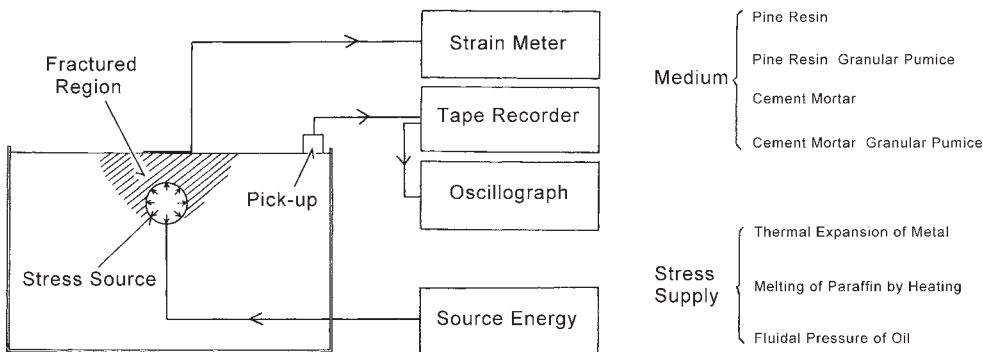 Strain Meter
Fractured
Region
Tape Recorder
Pick-up
Oscillograph
Stress Source
Source Energy
Medium
Pine Resin
Pine Resin Granular Pumice
Cement Mortar
Cement Mortar Granular Pumice
Stress
Supply
Thermal Expansion of Metal
Melting of Paraffin by Heating
Fluidal Pressure of Oil